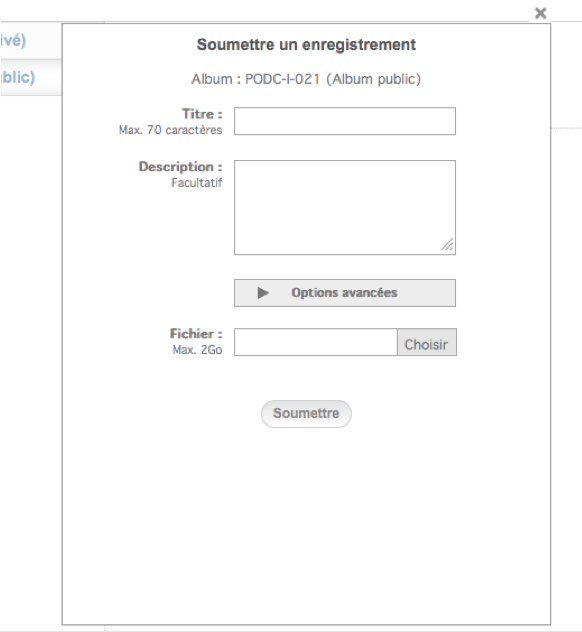 ivé)
blic)
Soumettre un enregistrement
Album : PODC-I-021 (Album public)
Titre :
Max. 70 caractères
Description :
Facultatif
Options avancées
Fichier :
Max. 2Go
Choisir
Soumettre